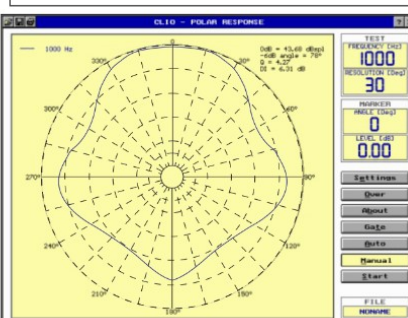 CLIO - POLAR RESPONSE
1000 Hz
0dB = 43.68 dBspl
-6dB angle = 78°
Q = 4.27
DI = 6.31 dB
0
330°
300°
60°
270°
90°
240°
120°
210°
180°
TEST
FREQUENCY [Hz]
1000
RESOLUTION [Deg]
30
MARKER
ANGLE [Deg]
0
LEVEL [dB]
0.00
Settings
Over
About
Gate
Auto
Manual
Start
FILE
NONAME